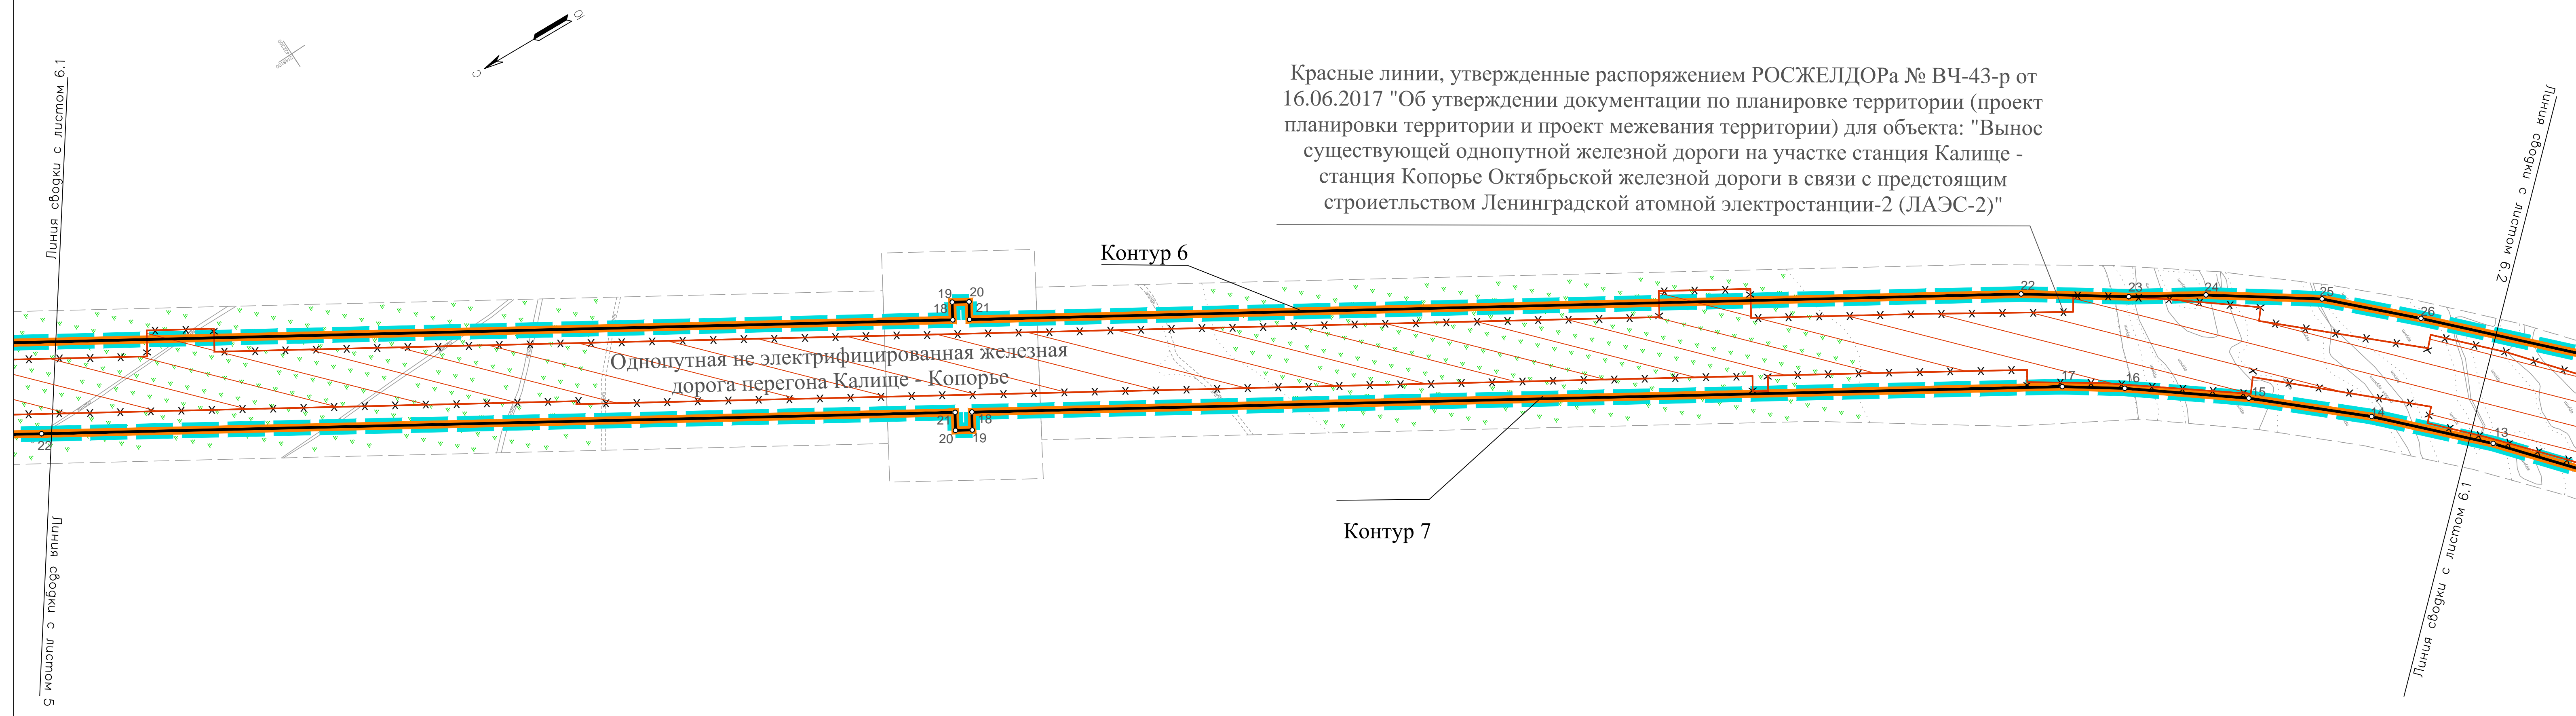 Ю
С
Линия сводки с листом 6.1
Красные линии, утвержденные распоряжением РОСЖЕЛДОРа № ВЧ-43-р от
16.06.2017 "Об утверждении документации по планировке территории (проект
планировки территории и проект межевания территории) для объекта: "Вынос
существующей однопутной железной дороги на участке станция Калище -
станция Копорье Октябрьской железной дороги в связи с предстоящим
строиетльством Ленинградской атомной электростанции-2 (ЛАЭС-2)"
Линия сводки с листом 6.2
Контур 6
19
20
18
21
22
23
24
25
26
Однопутная не электрифицированная железная
дорога перегона Калище - Копорье
17
16
15
14
13
21
18
20
19
22
Контур 7
Линия сводки с листом 5
Линия сводки с листом 6.1